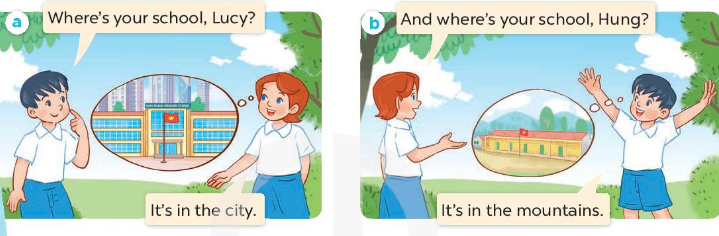 a
Where's your school, Lucy?
It's in the city.
b
And where's your school, Hung?
It's in the mountains.